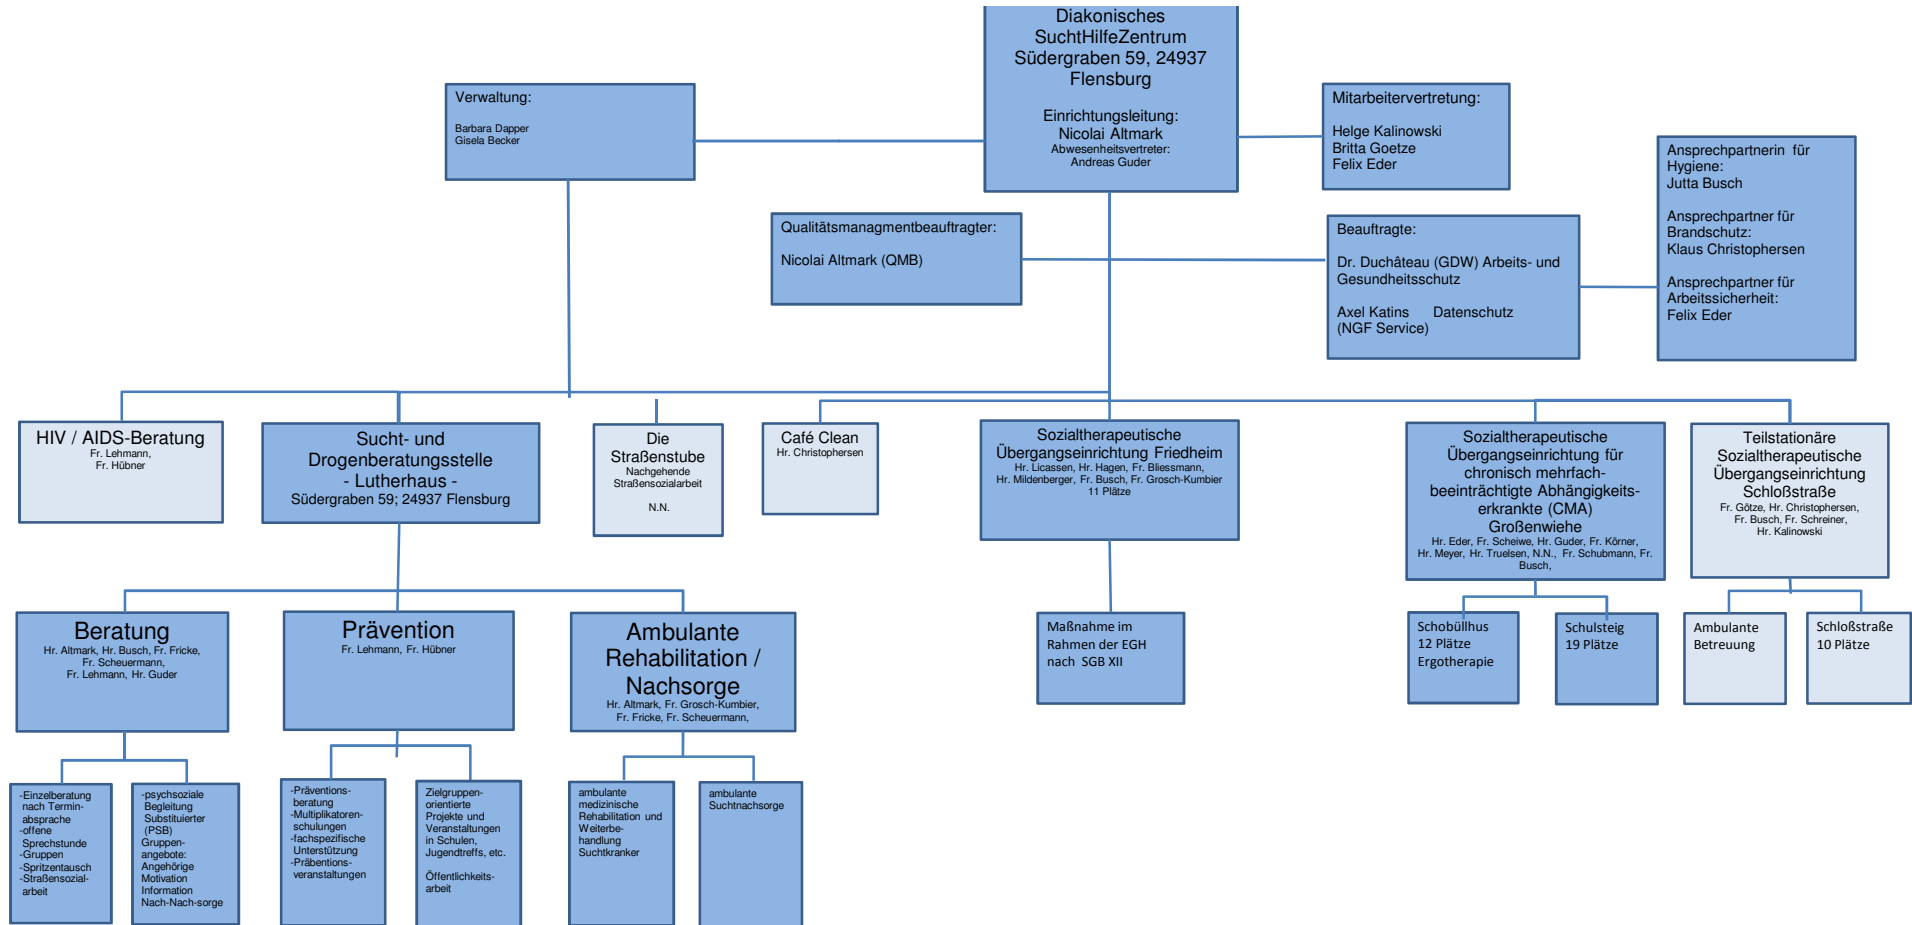 Diakonisches
SuchtHilfeZentrum
Südergraben 59, 24937
Flensburg
Einrichtungsleitung:
Nicolai Altmark
Abwesenheitsvertreter:
Andreas Guder
Verwaltung:
Barbara Dapper
Gisela Becker
Mitarbeitervertretung:
Helge Kalinowski
Britta Goetze
Felix Eder
Ansprechpartnerin für
Hygiene:
Jutta Busch
Ansprechpartner für
Brandschutz:
Klaus Christophersen
Ansprechpartner für
Arbeitssicherheit:
Felix Eder
Qualitätsmanagmentbeauftragter:
Nicolai Altmark (QMB)
Beauftragte:
Dr. Duchâteau (GDW) Arbeits- und
Gesundheitsschutz
Axel Katins Datenschutz
(NGF Service)
HIV / AIDS-Beratung
Fr. Lehmann,
Fr. Hübner
Sucht- und
Drogenberatungsstelle
- Lutherhaus -
Südergraben 59; 24937 Flensburg
Die
Straßenstube
Nachgehende
Straßensozialarbeit
N.N.
Café Clean
Hr. Christophersen
Sozialtherapeutische
Übergangseinrichtung Friedheim
Hr. Licassen, Hr. Hagen, Fr. Bliessmann,
Hr. Mildenberger, Fr. Busch, Fr. Grosch-Kumbier
11 Plätze
Sozialtherapeutische
Übergangseinrichtung für
chronisch mehrfach-
beeinträchtigte Abhängigkeits-
erkrankte (CMA)
Großenwiehe
Hr. Eder, Fr. Scheiwe, Hr. Guder, Fr. Körner,
Hr. Meyer, Hr. Truelsen, N.N., Fr. Schubmann, Fr.
Busch,
Teilstationäre
Sozialtherapeutische
Übergangseinrichtung
Schloßstraße
Fr. Götze, Hr. Christophersen,
Fr. Busch, Fr. Schreiner,
Hr. Kalinowski
Beratung
Hr. Altmark, Hr. Busch, Fr. Fricke,
Fr. Scheuermann,
Fr. Lehmann, Hr. Guder
Prävention
Fr. Lehmann, Fr. Hübner
Ambulante
Rehabilitation /
Nachsorge
Hr. Altmark, Fr. Grosch-Kumbier,
Fr. Fricke, Fr. Scheuermann,
Maßnahme im
Rahmen der EGH
nach SGB XII
Schobüllhus
12 Plätze
Ergotherapie
Schulsteig
19 Plätze
Ambulante
Betreuung
Schloßstraße
10 Plätze
-Einzelberatung
nach Termin-
absprache
-offene
Sprechstunde
-Gruppen
-Spritzentausch
-Straßensozial-
arbeit
-psychsoziale
Begleitung
Substituierter
(PSB)
Gruppen-
angebote:
Angehörige
Motivation
Information
Nach-Nach-sorge
-Präventions-
beratung
-Multiplikatoren-
schulungen
-fachspezifische
Unterstützung
-Präbentions-
veranstaltungen
Zielgruppen-
orientierte
Projekte und
Veranstaltungen
in Schulen,
Jugendtreffs, etc.
Öffentlichkeits-
arbeit
ambulante
medizinische
Rehabilitation und
Weiterbe-
handlung
Suchtkranker
ambulante
Suchtnachsorge